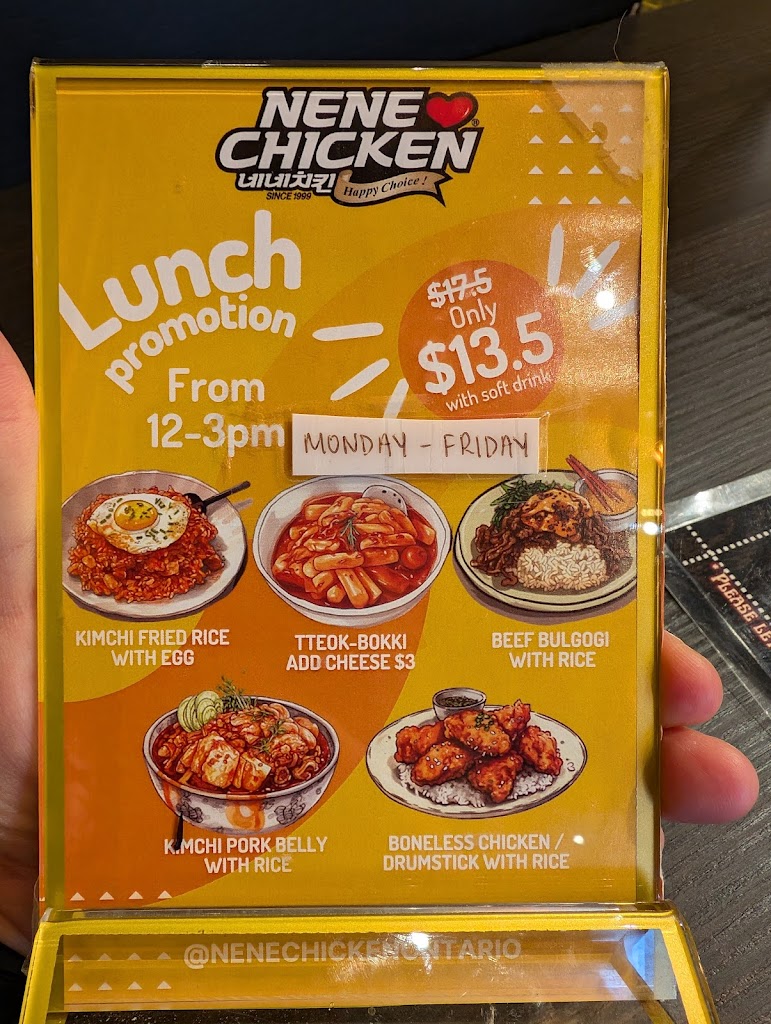 NENE
CHICKEN
네네치킨
Happy Choice !
SINCE 1999
Lunch
promotion
From
12-3pm
$17.5
Only
$13.5
with soft drink
MONDAY - FRIDAY
KIMCHI FRIED RICE
WITH EGG
TTEOK-BOKKI
ADD CHEESE $3
BEEF BULGOGI
WITH RICE
KIMCHI PORK BELLY
WITH RICE
BONELESS CHICKEN /
DRUMSTICK WITH RICE
@NENECHICKENONTARIO
PLEASE